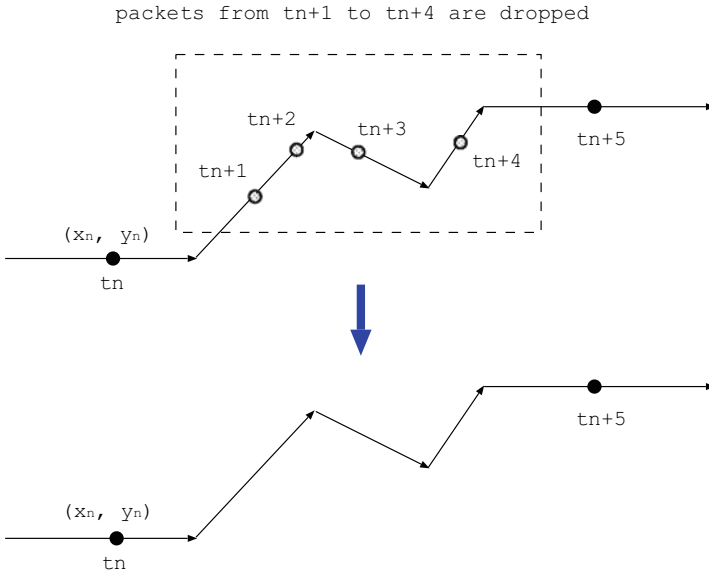 packets from tn+1 to tn+4 are dropped
tn+2
tn+3
tn+1
tn+4
tn+5
(xn, yn)
tn
tn+5
(xn, yn)
tn